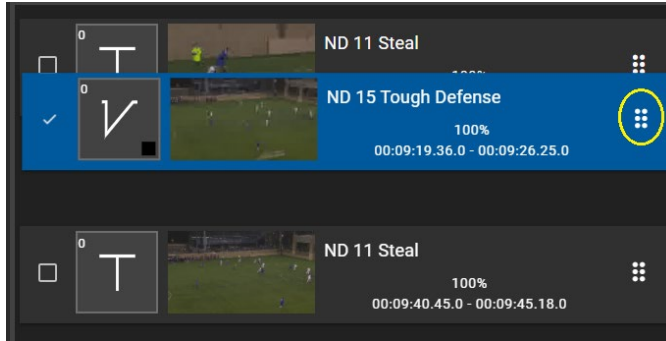 0
T
ND 11 Steal
0
V
ND 15 Tough Defense
100%
00:09:19.36.0 - 00:09:26.25.0
0
T
ND 11 Steal
100%
00:09:40.45.0 - 00:09:45.18.0